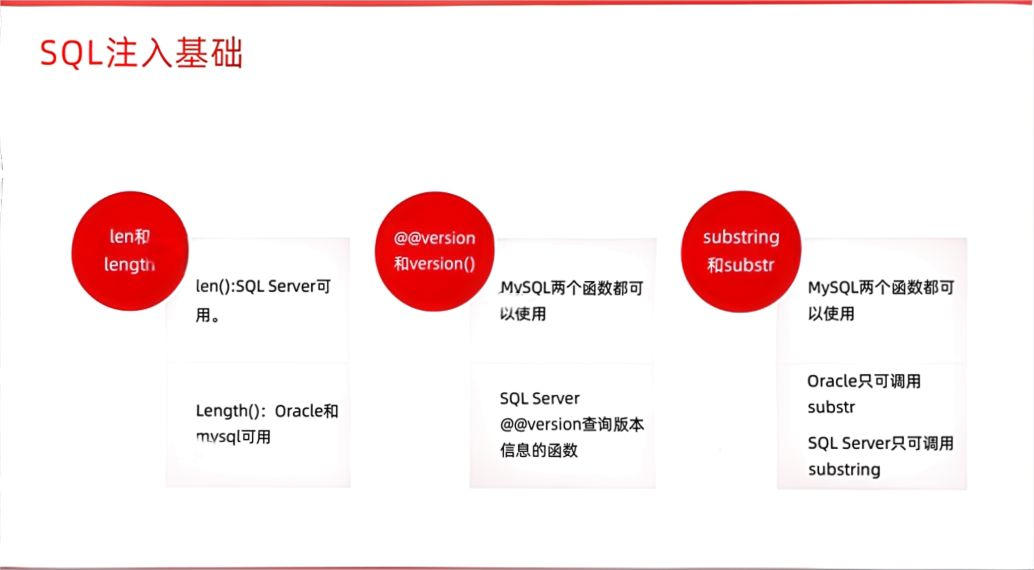 SQL注入基础
len和
length
len():SQL Server可
用。
Length()：Oracle和
mysql可用
@@version
和version()
MySQL两个函数都可
以使用
SQL Server
@@version查询版本
信息的函数
substring
和substr
MySQL两个函数都可
以使用
Oracle只可调用
substr
SQL Server只可调用
substring